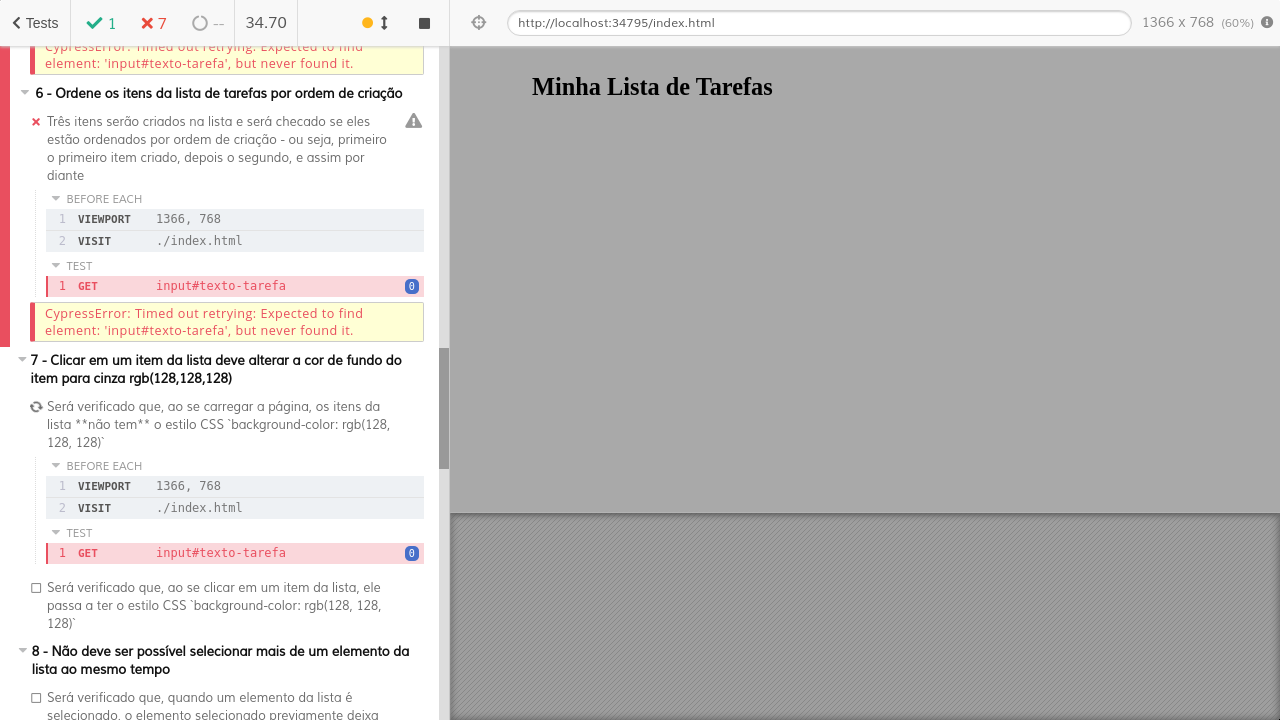 Tests
1
7
--
34.70
http://localhost:34795/index.html
1366 x 768 (60%)
CypressError: Timed out retrying: Expected to find
element: 'input#texto-tarefa', but never found it.
6 - Ordene os itens da lista de tarefas por ordem de criação
Três itens serão criados na lista e será checado se eles
estão ordenados por ordem de criação - ou seja, primeiro
o primeiro item criado, depois o segundo, e assim por
diante
BEFORE EACH
1 VIEWPORT 1366, 768
2 VISIT ./index.html
TEST
1 GET input#texto-tarefa 0
CypressError: Timed out retrying: Expected to find
element: 'input#texto-tarefa', but never found it.
7 - Clicar em um item da lista deve alterar a cor de fundo do
item para cinza rgb(128,128,128)
Será verificado que, ao se carregar a página, os itens da
lista **não tem** o estilo CSS `background-color: rgb(128,
128, 128)`
BEFORE EACH
1 VIEWPORT 1366, 768
2 VISIT ./index.html
TEST
1 GET input#texto-tarefa 0
Será verificado que, ao se clicar em um item da lista, ele
passa a ter o estilo CSS `background-color: rgb(128, 128,
128)`
8 - Não deve ser possível selecionar mais de um elemento da
lista ao mesmo tempo
Será verificado que, quando um elemento da lista é
selecionado, o elemento selecionado previamente deixa
Minha Lista de Tarefas